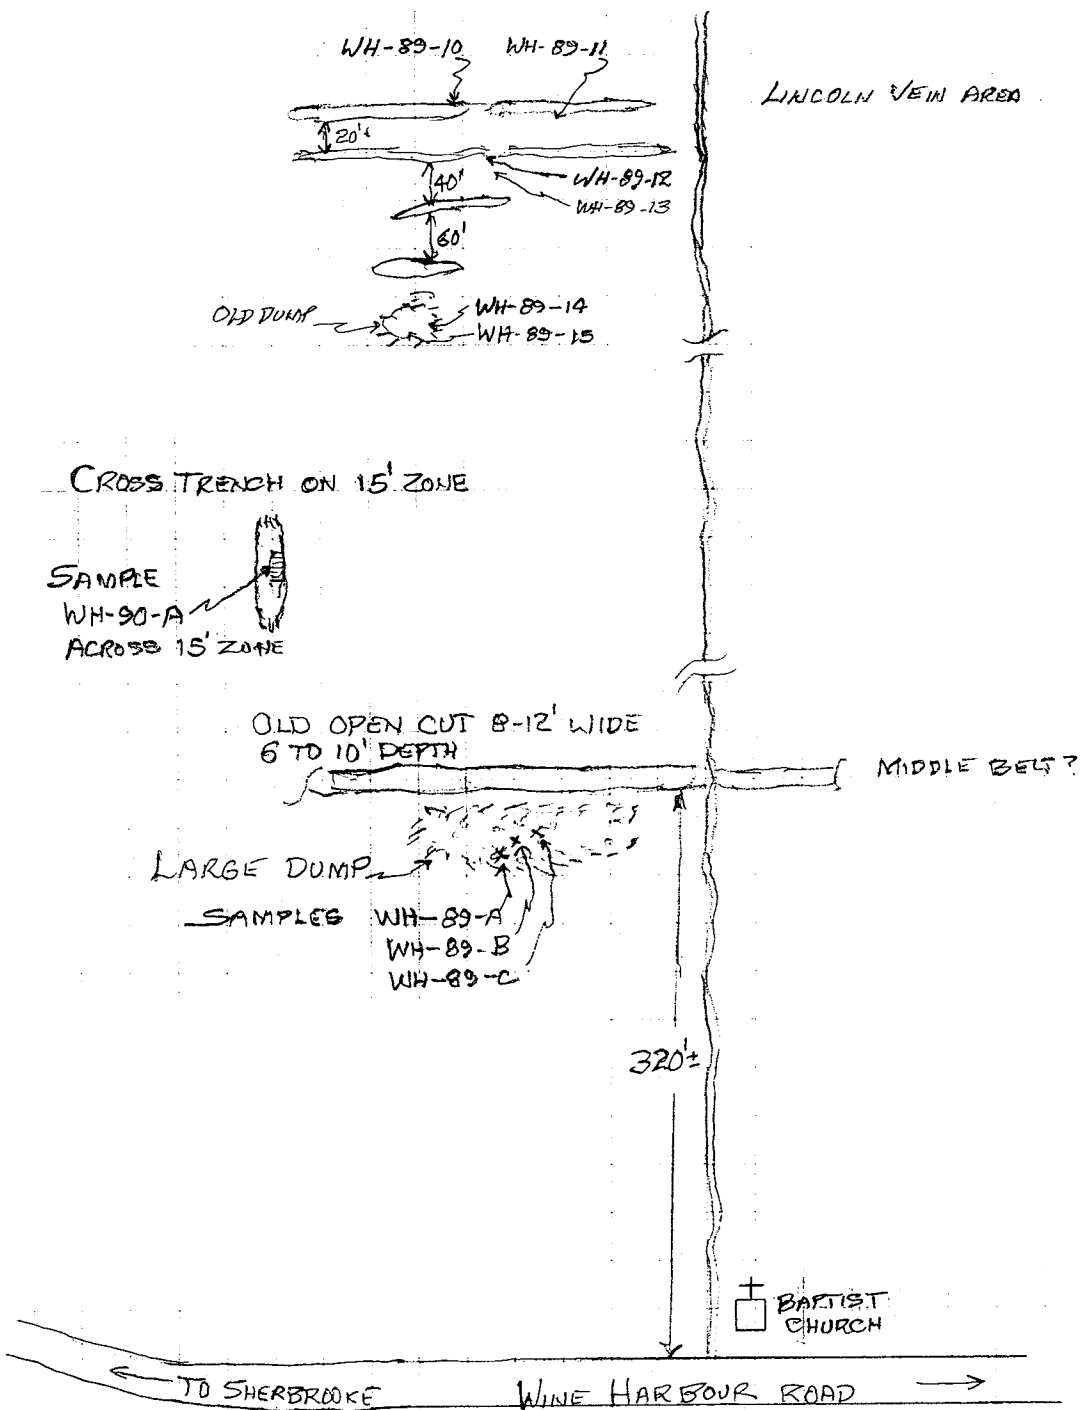 WH-89-10
WH-89-11
LINCOLN VEIN AREA
20'±
WH-89-12
40'
WH-89-13
60'
OLD DUMP
WH-89-14
WH-89-15
CROSS TRENCH ON 15' ZONE
SAMPLE
WH-90-A
ACROSS 15' ZONE
OLD OPEN CUT 8-12' WIDE
6 TO 10' DEPTH
MIDDLE BELT?
LARGE DUMP
SAMPLES WH-89-A
WH-89-B
WH-89-C
320'±
BAPTIST
CHURCH
TO SHERBROOKE
WINE HARBOUR ROAD